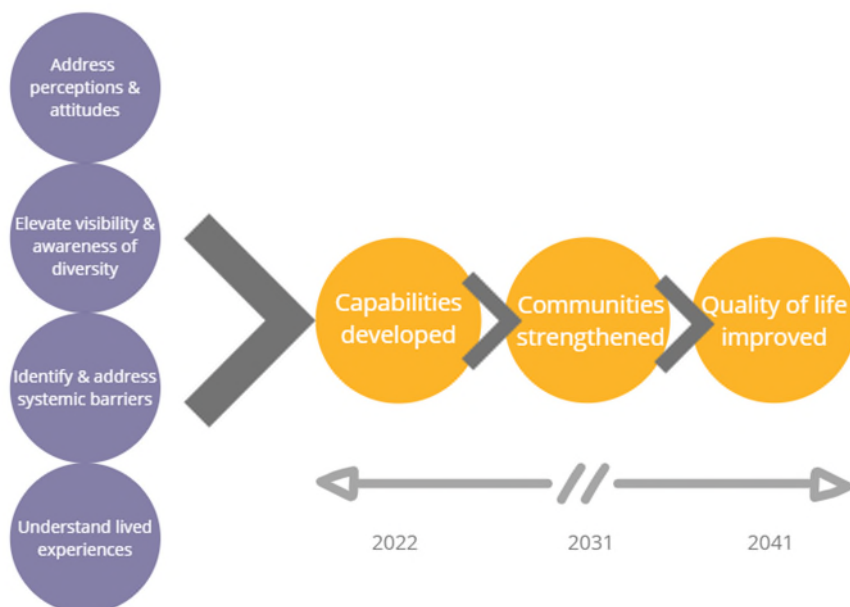 Address
perceptions &
attitudes
Elevate visibility &
awareness of
diversity
Identify & address
systemic barriers
Understand lived
experiences
Capabilities
developed
Communities
strengthened
Quality of life
improved
2022
2031
2041